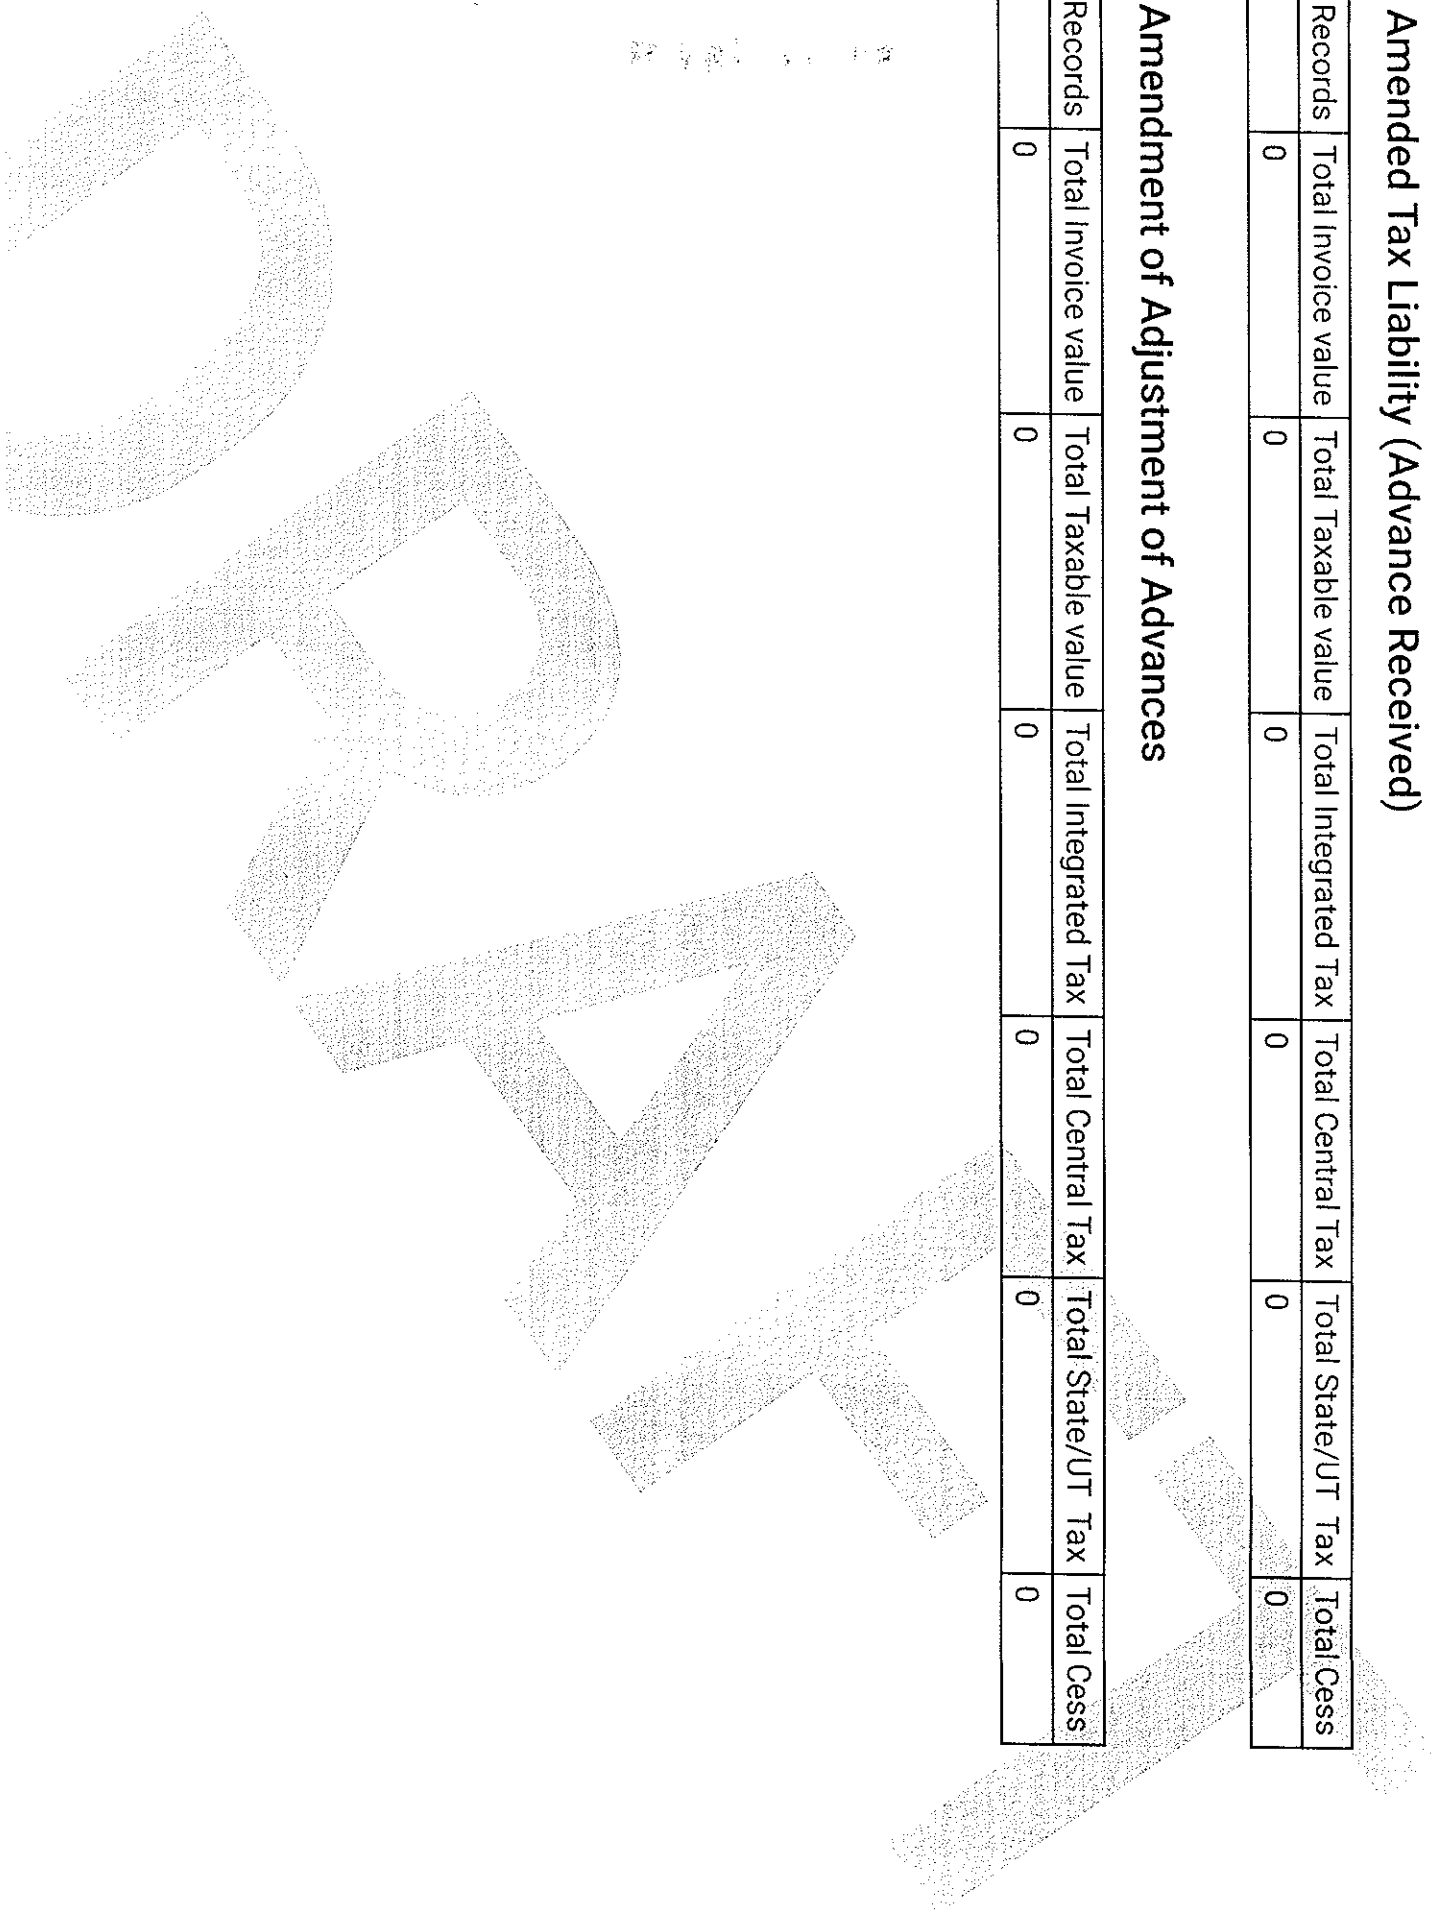 Amended Tax Liability (Advance Received)
Records Total Invoice value Total Taxable value Total Integrated Tax Total Central Tax Total State/UT Tax Total Cess
0 0 0 0 0 0
Amendment of Adjustment of Advances
Records Total Invoice value Total Taxable value Total Integrated Tax Total Central Tax Total State/UT Tax Total Cess
0 0 0 0 0 0
DRAFT